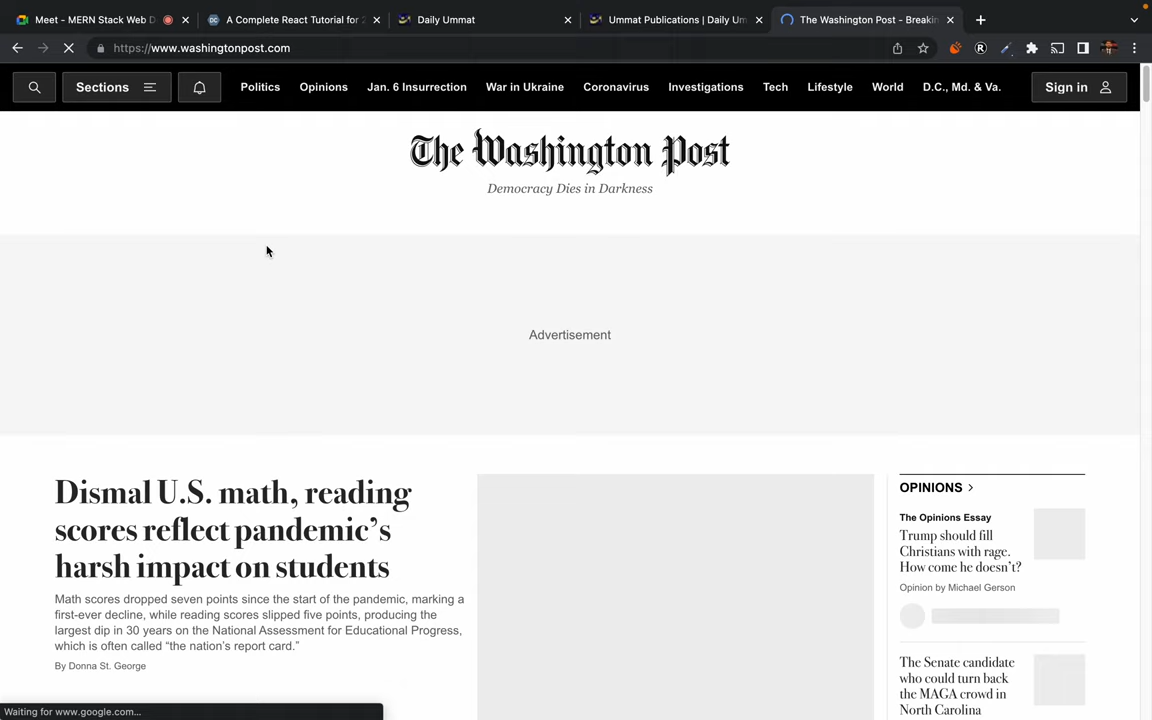 Meet - MERN Stack Web D
A Complete React Tutorial for 2
Daily Ummat
Ummat Publications | Daily Um
The Washington Post - Breakin
https://www.washingtonpost.com
Sections
Politics
Opinions
Jan. 6 Insurrection
War in Ukraine
Coronavirus
Investigations
Tech
Lifestyle
World
D.C., Md. & Va.
Sign in
The Washington Post
Democracy Dies in Darkness
Advertisement
Dismal U.S. math, reading
scores reflect pandemic’s
harsh impact on students
Math scores dropped seven points since the start of the pandemic, marking a
first-ever decline, while reading scores slipped five points, producing the
largest dip in 30 years on the National Assessment for Educational Progress,
which is often called “the nation’s report card.”
By Donna St. George
OPINIONS
The Opinions Essay
Trump should fill
Christians with rage.
How come he doesn’t?
Opinion by Michael Gerson
The Senate candidate
who could turn back
the MAGA crowd in
North Carolina
Waiting for www.google.com...